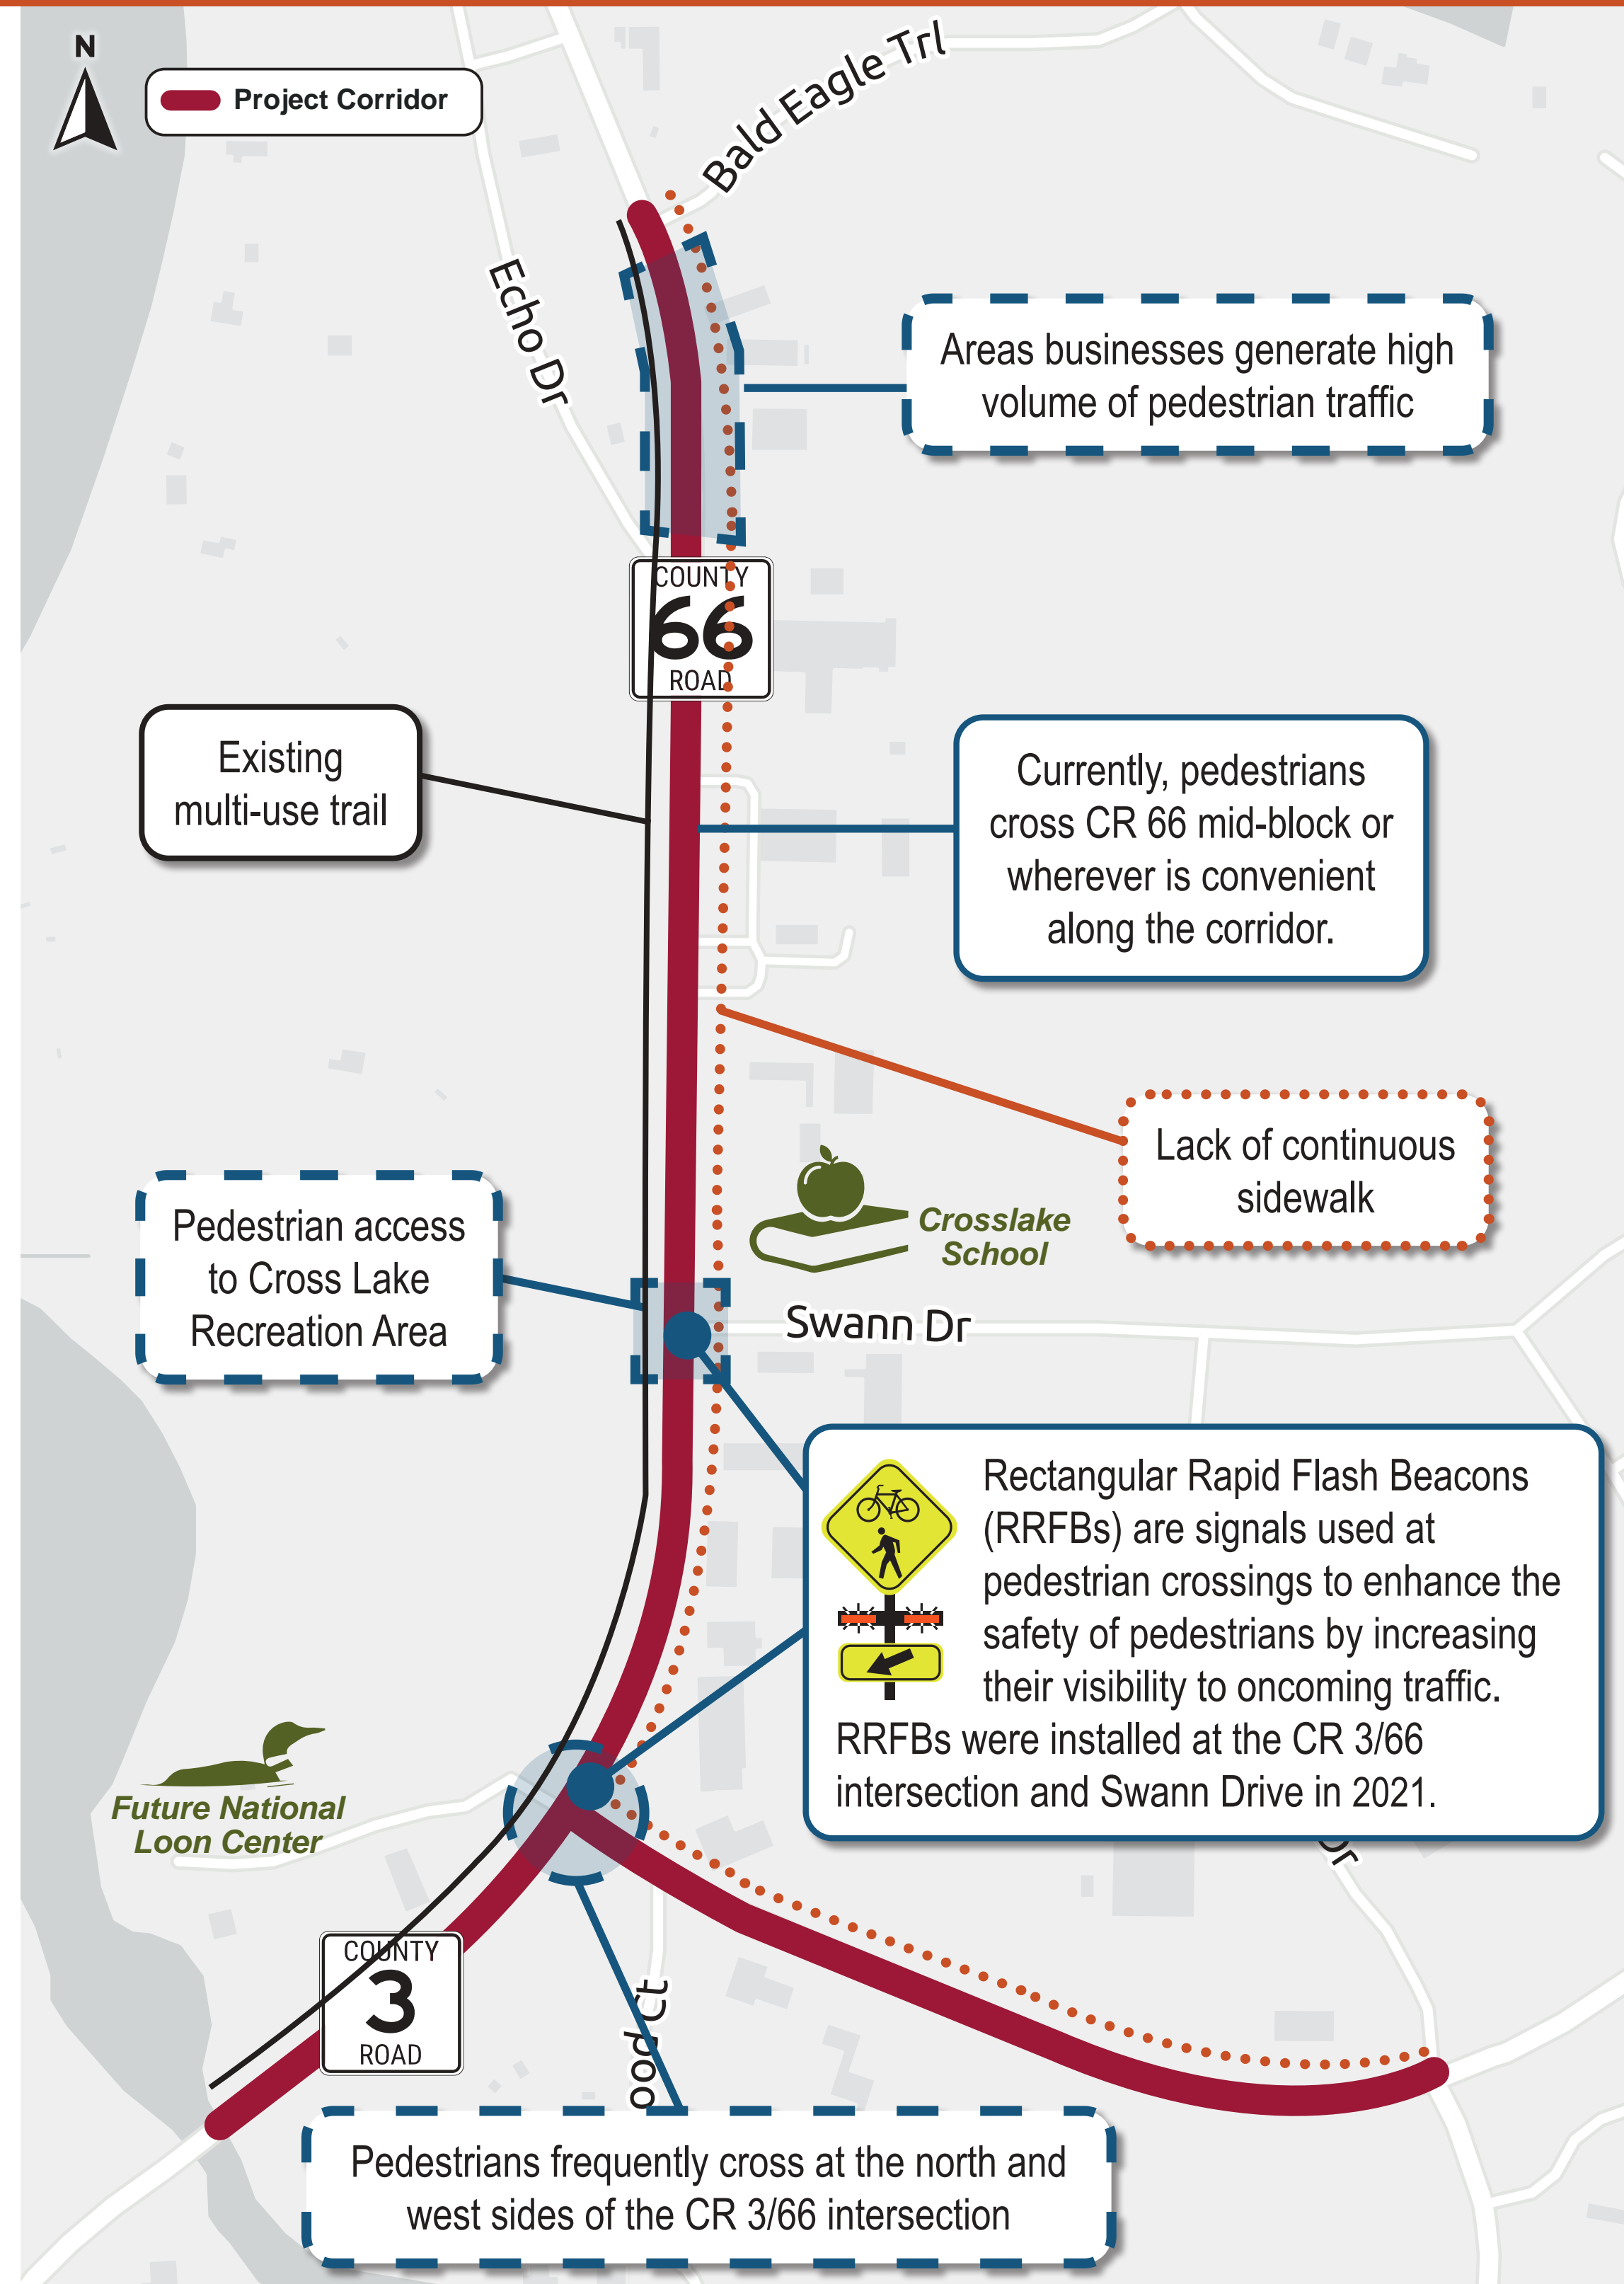 N
Project Corridor
Bald Eagle Trl
Echo Dr
Areas businesses generate high
volume of pedestrian traffic
COUNTY
66
ROAD
Existing
multi-use trail
Currently, pedestrians
cross CR 66 mid-block or
wherever is convenient
along the corridor.
Lack of continuous
sidewalk
Crosslake
School
Pedestrian access
to Cross Lake
Recreation Area
Swann Dr
Rectangular Rapid Flash Beacons
(RRFBs) are signals used at
pedestrian crossings to enhance the
safety of pedestrians by increasing
their visibility to oncoming traffic.
RRFBs were installed at the CR 3/66
intersection and Swann Drive in 2021.
Dr
Future National
Loon Center
COUNTY
3
ROAD
ood Ct
Pedestrians frequently cross at the north and
west sides of the CR 3/66 intersection